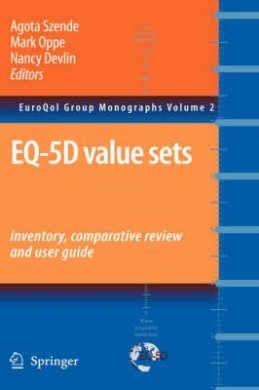 Agota Szende
Mark Oppe
Nancy Devlin
Editors
EuroQol Group Monographs Volume 2
EQ-5D value sets
inventory, comparative review
and user guide
Springer